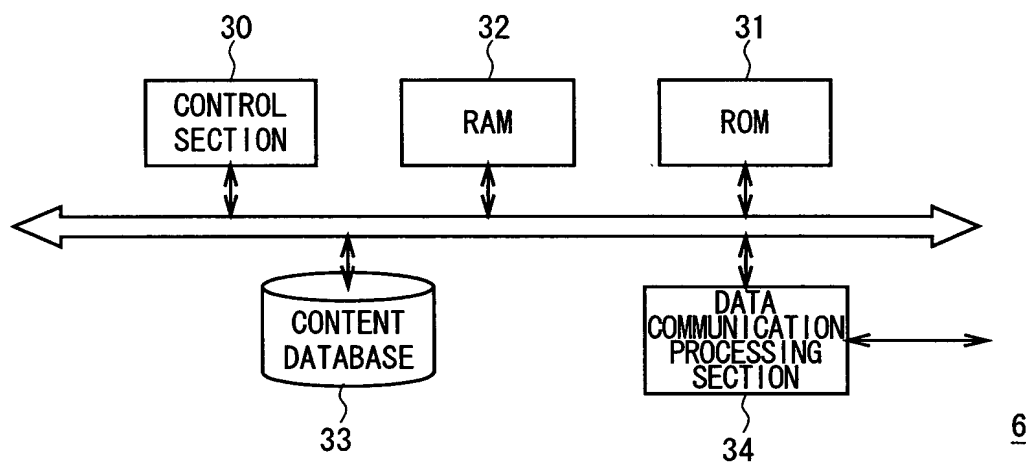 30
32
31
CONTROL
SECTION
RAM
ROM
CONTENT
DATABASE
DATA
COMMUNICATION
PROCESSING
SECTION
33
34
6